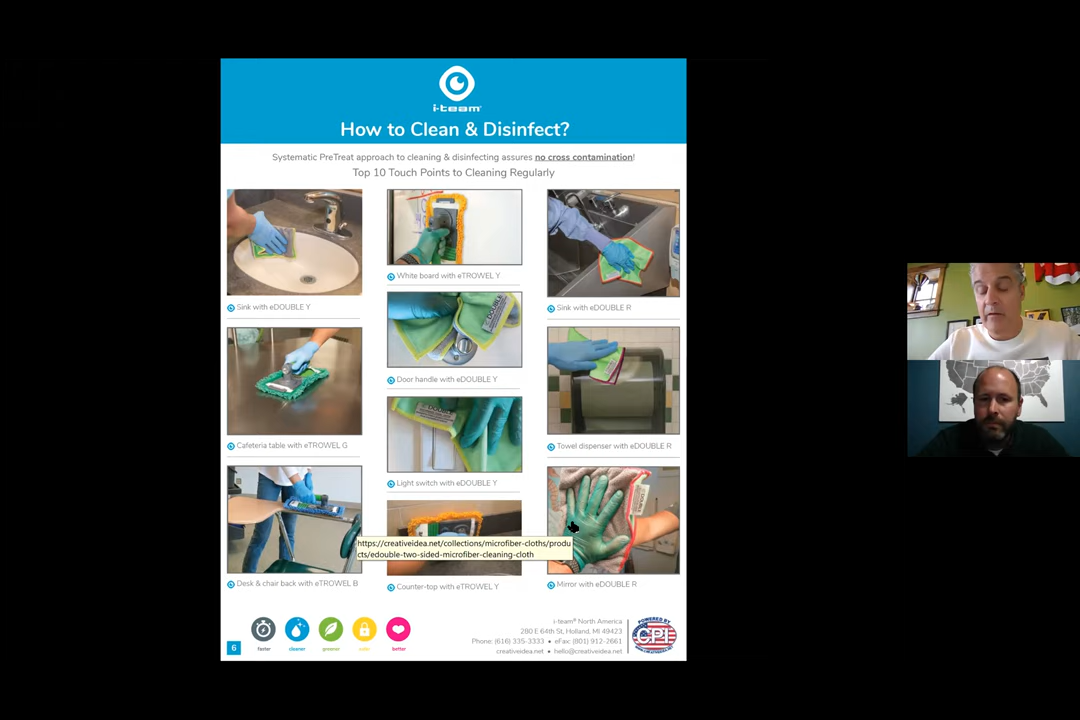 i-team
How to Clean & Disinfect?
Systematic PreTreat approach to cleaning & disinfecting assures no cross contamination!
Top 10 Touch Points to Cleaning Regularly
Sink with eDOUBLE Y
White board with eTROWEL Y
Sink with eDOUBLE R
Door handle with eDOUBLE Y
Cafeteria table with eTROWEL G
Towel dispenser with eDOUBLE R
Light switch with eDOUBLE Y
https://creativeidea.net/collections/microfiber-cloths/produ
cts/edouble-two-sided-microfiber-cleaning-cloth
Desk & chair back with eTROWEL B
Counter-top with eTROWEL Y
Mirror with eDOUBLE R
6
faster
cleaner
greener
safer
better
i-team® North America
280 E 64th St, Holland, MI 49423
Phone: (616) 335-3333 • eFax: (801) 912-2661
creativeidea.net • hello@creativeidea.net
POWERED BY
CPI